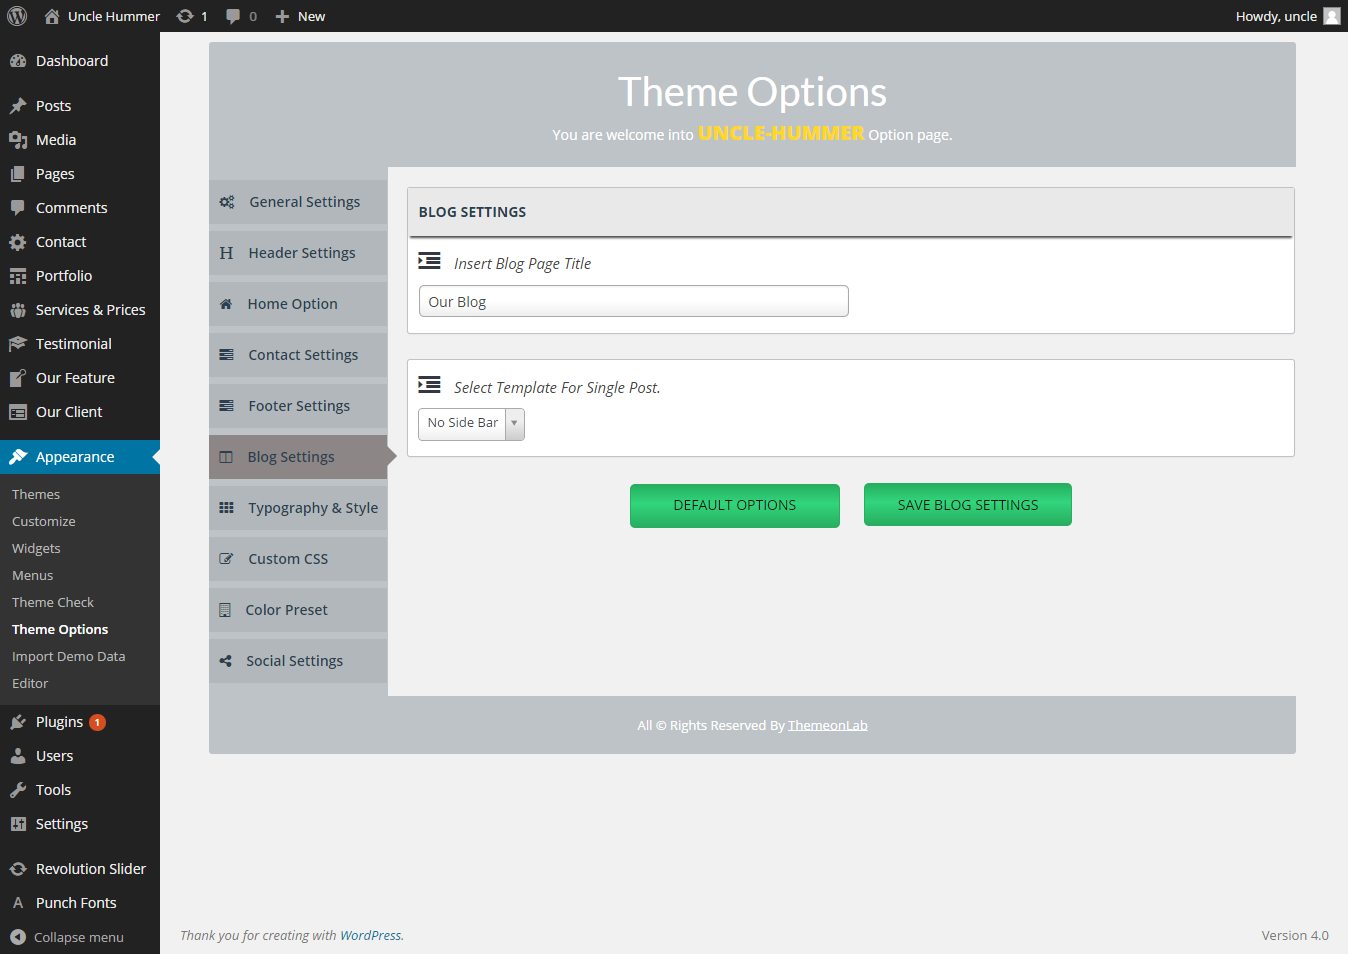 Uncle Hummer 1 0 New Howdy, uncle
Dashboard
Posts
Media
Pages
Comments
Contact
Portfolio
Services & Prices
Testimonial
Our Feature
Our Client
Appearance
Themes
Customize
Widgets
Menus
Theme Check
Theme Options
Import Demo Data
Editor
Plugins 1
Users
Tools
Settings
Revolution Slider
A Punch Fonts
Collapse menu
Theme Options
You are welcome into UNCLE-HUMMER Option page.
General Settings
H Header Settings
Home Option
Contact Settings
Footer Settings
Blog Settings
Typography & Style
Custom CSS
Color Preset
Social Settings
BLOG SETTINGS
Insert Blog Page Title
Our Blog
Select Template For Single Post.
No Side Bar
DEFAULT OPTIONS SAVE BLOG SETTINGS
All © Rights Reserved By ThemeonLab
Thank you for creating with WordPress. Version 4.0